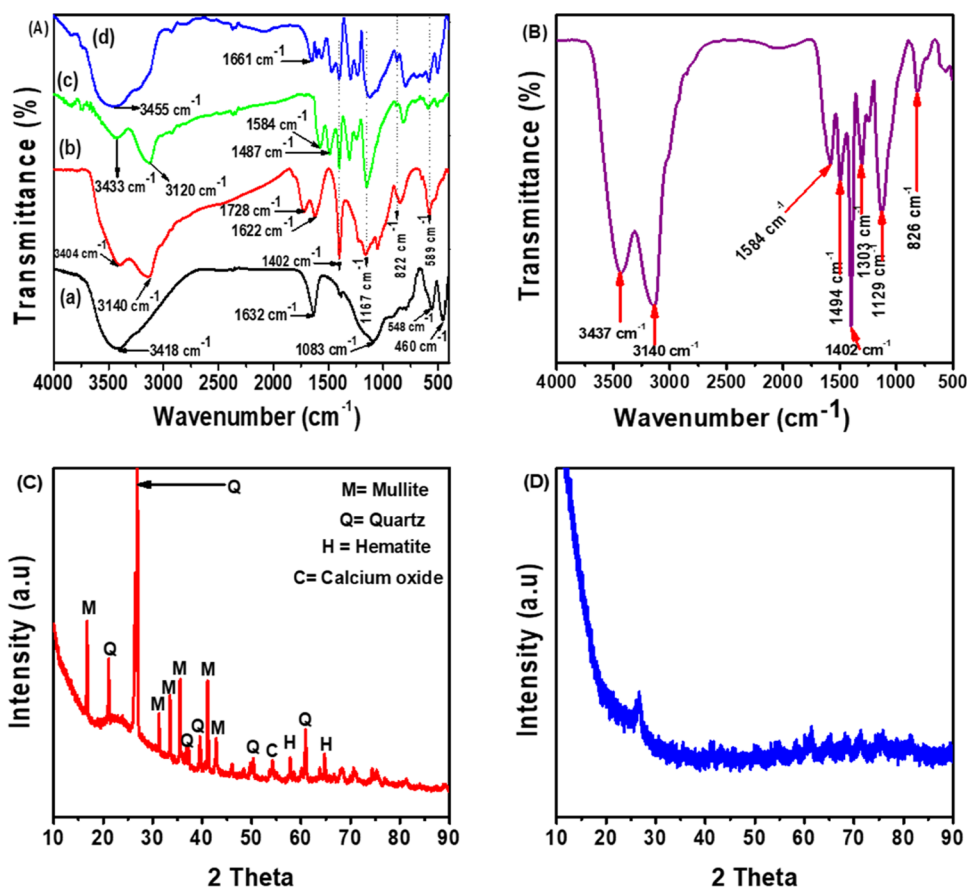 (A)
(d)
1661 cm-1
(c)
3455 cm-1
1584 cm-1
1487 cm-1
(b)
3433 cm-1
3120 cm-1
1728 cm-1
1622 cm-1
3404 cm-1
1402 cm-1
1167 cm-1
822 cm-1
589 cm-1
(a)
3140 cm-1
1632 cm-1
548 cm-1
3418 cm-1
1083 cm-1
460 cm-1
Transmittance (%)
4000 3500 3000 2500 2000 1500 1000 500
Wavenumber (cm-1)
(B)
826 cm-1
1584 cm-1
1494 cm-1
1303 cm-1
1129 cm-1
3437 cm-1
3140 cm-1
1402 cm-1
Transmittance (%)
4000 3500 3000 2500 2000 1500 1000 500
Wavenumber (cm-1)
(C)
Q
M= Mullite
Q= Quartz
H = Hematite
C= Calcium oxide
M
Q
M
M
M
Q
Q
M
M
Q
C
H
Q
H
Intensity (a.u)
10 20 30 40 50 60 70 80 90
2 Theta
(D)
Intensity (a.u)
10 20 30 40 50 60 70 80 90
2 Theta